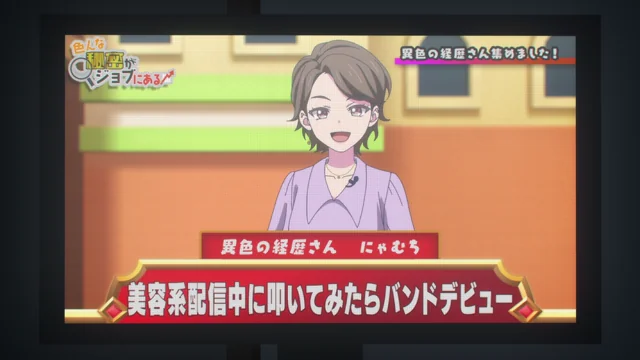 色んな
秘密が
ジョブにある
異色の経歴さん集めました!
異色の経歴さん　にゃむち
美容系配信中に叩いてみたらバンドデビュー